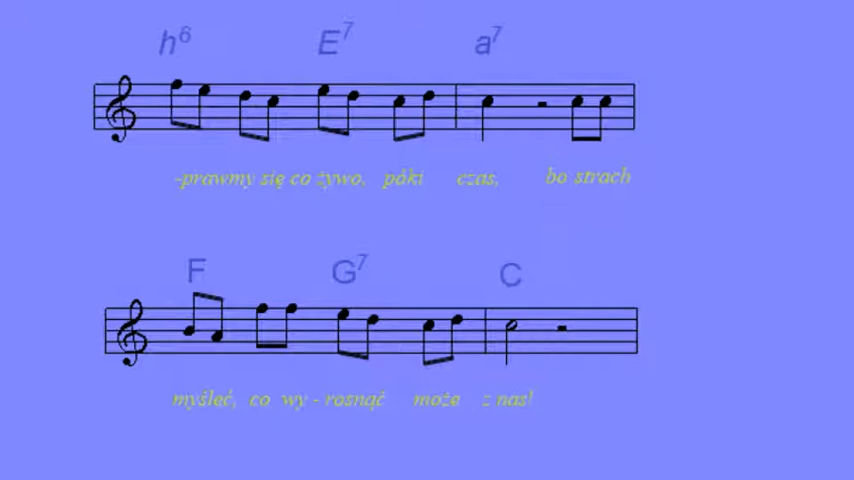 h6 E7 a7
-prawmy się co żywo, póki czas, bo strach
F G7 C
myśleć, co wy - rosnąć może z nas!